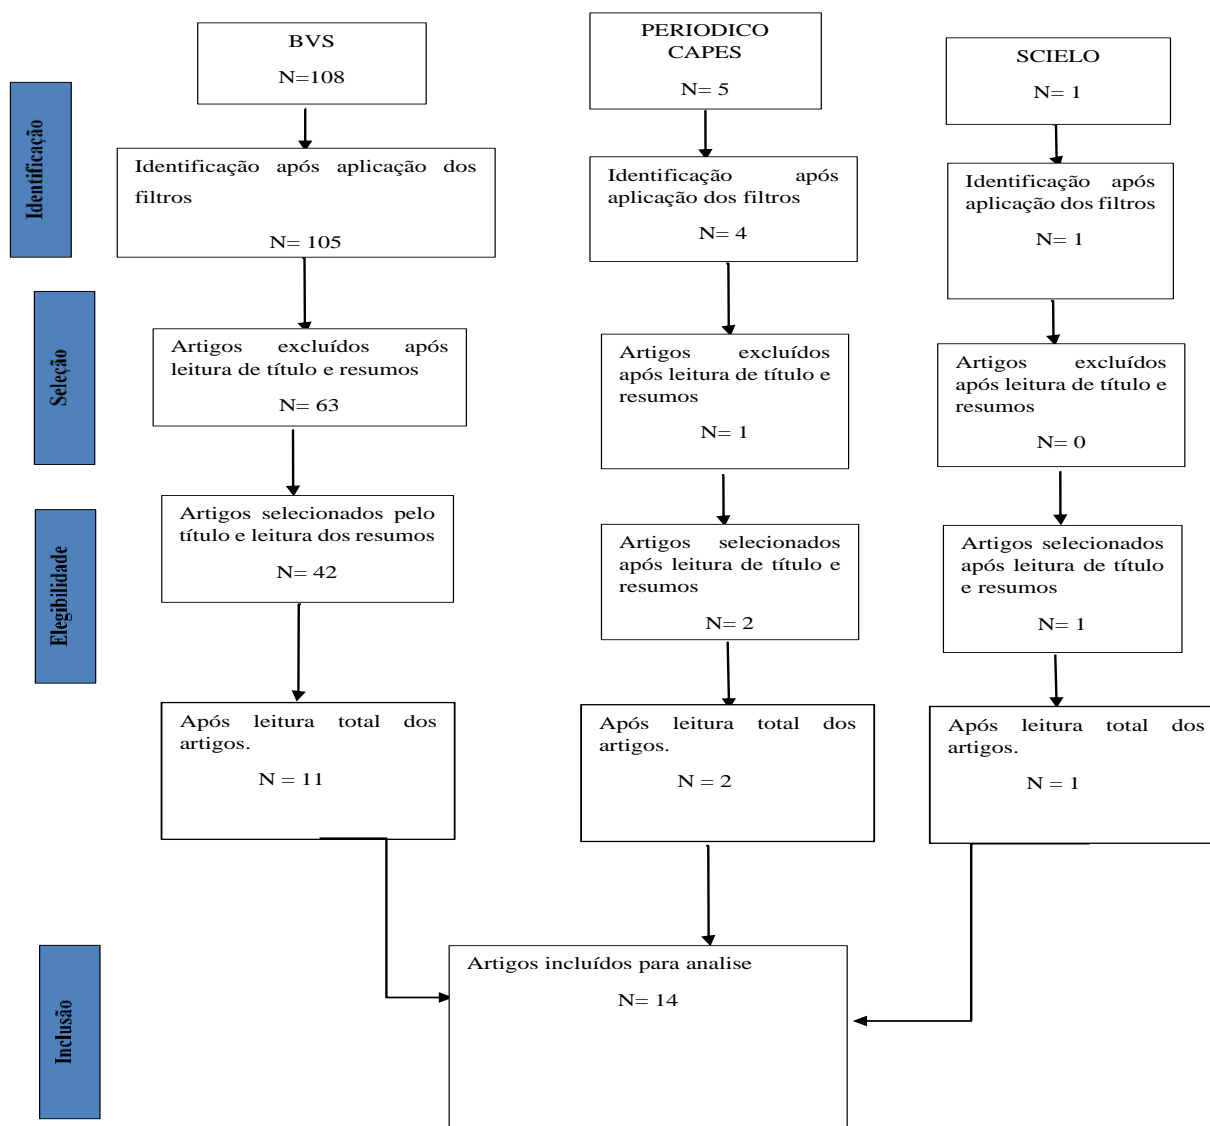 BVS
N=108
PERIODICO
CAPES
N= 5
SCIELO
N= 1
Identificação
Identificação após aplicação dos
filtros
N= 105
Identificação após
aplicação dos filtros
N= 4
Identificação após
aplicação dos filtros
N= 1
Seleção
Artigos excluídos após
leitura de título e resumos
N= 63
Artigos excluídos
após leitura de título e
resumos
N= 1
Artigos excluídos
após leitura de título e
resumos
N= 0
Elegibilidade
Artigos selecionados pelo
título e leitura dos resumos
N= 42
Artigos selecionados
após leitura de título e
resumos
N= 2
Artigos selecionados
após leitura de título
e resumos
N= 1
Após leitura total dos
artigos.
N = 11
Após leitura total dos
artigos.
N = 2
Após leitura total dos
artigos.
N = 1
Inclusão
Artigos incluídos para analise
N= 14